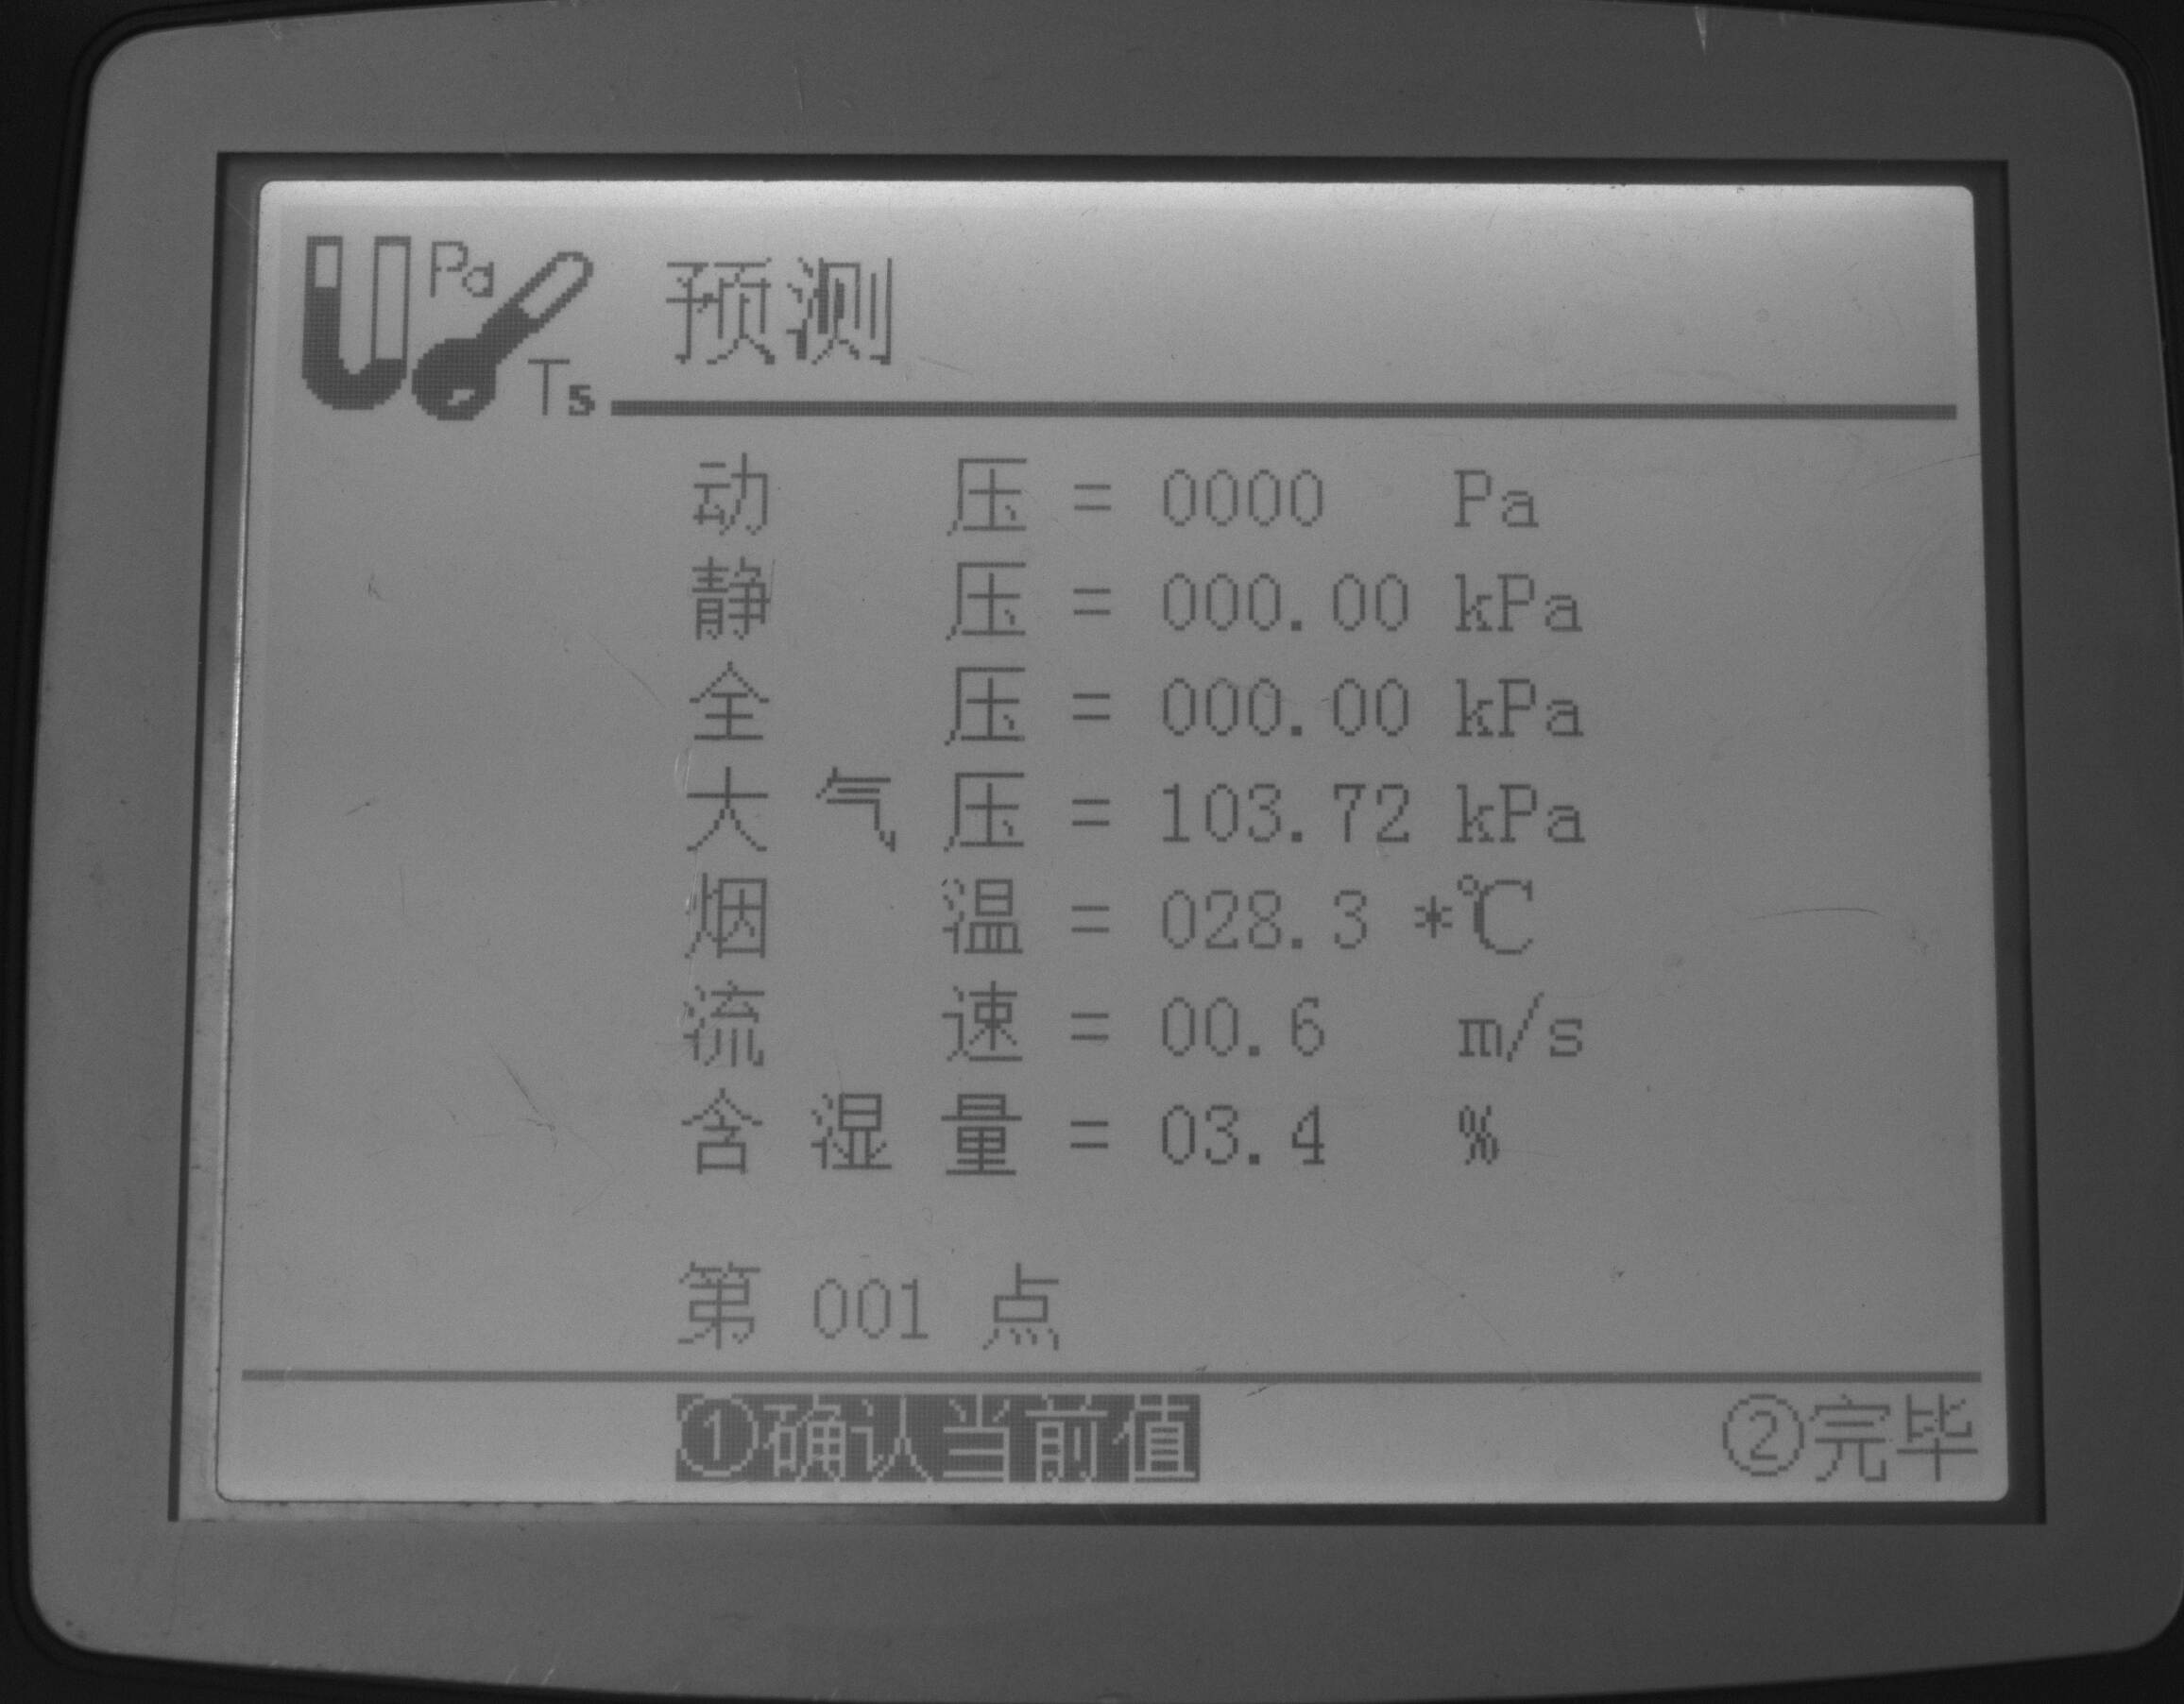 Pa Ts 预测
动压 = 0000 Pa
静压 = 000.00 kPa
全压 = 000.00 kPa
大气压 = 103.72 kPa
烟温 = 028.3 *℃
流速 = 00.6 m/s
含湿量 = 03.4 %
第 001 点
①确认当前值 ②完毕